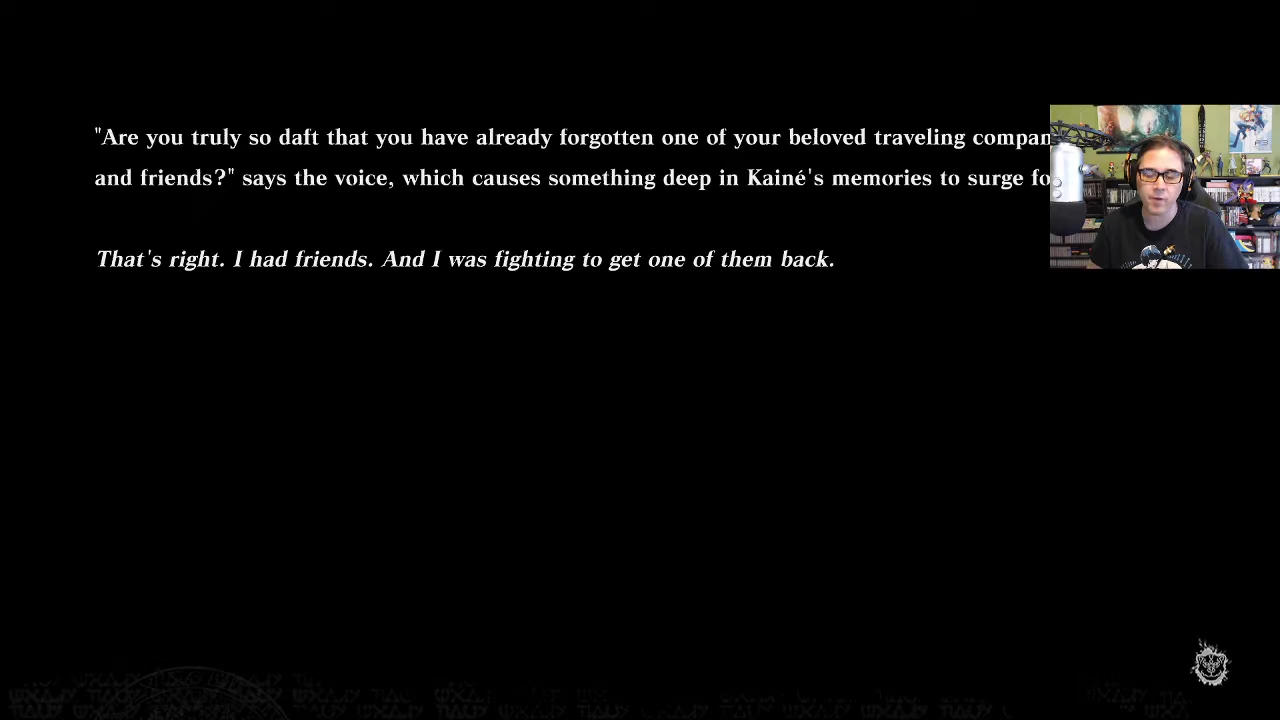 "Are you truly so daft that you have already forgotten one of your beloved traveling
and friends?" says the voice, which causes something deep in Kainé's memories to surge
That's right. I had friends. And I was fighting to get one of them back.